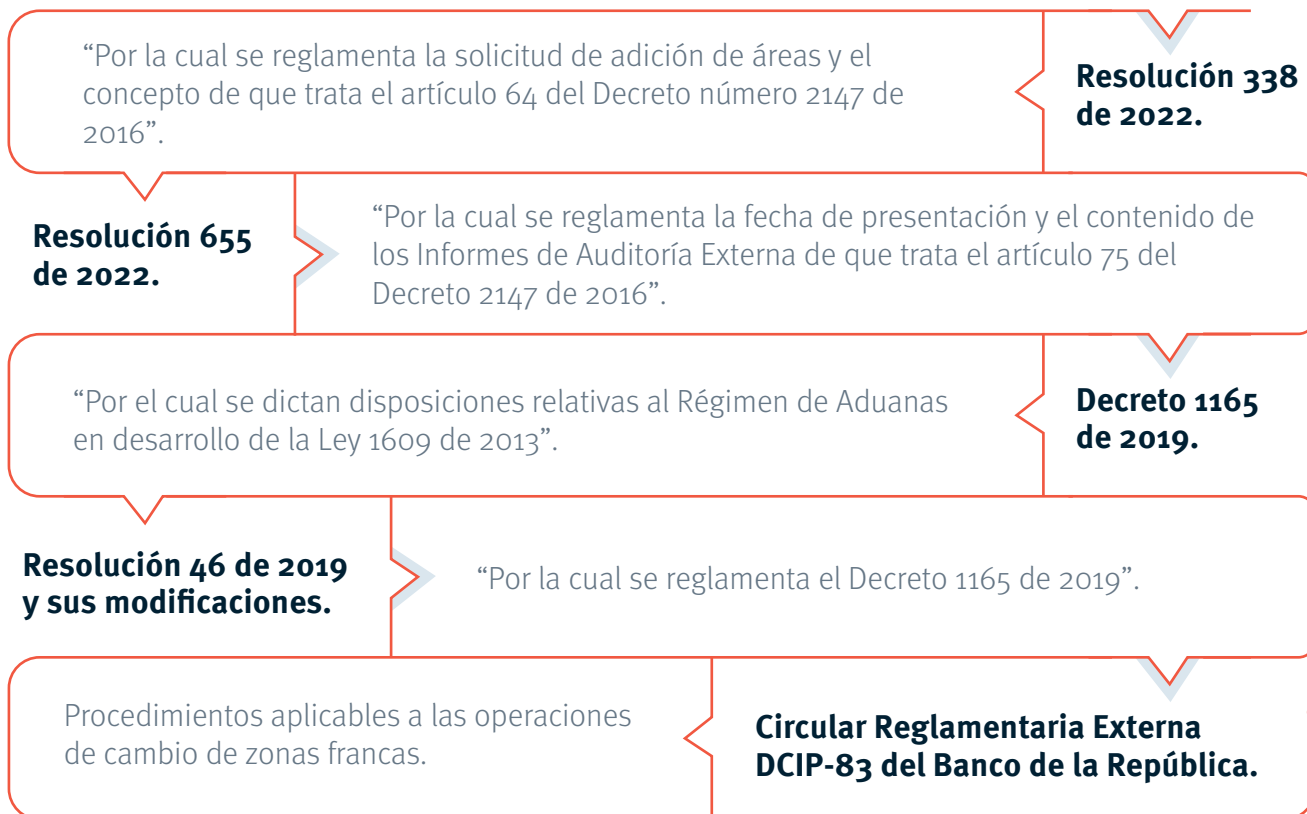 “Por la cual se reglamenta la solicitud de adición de áreas y el
concepto de que trata el artículo 64 del Decreto número 2147 de
2016”.
Resolución 338
de 2022.
Resolución 655
de 2022.
“Por la cual se reglamenta la fecha de presentación y el contenido de
los Informes de Auditoría Externa de que trata el artículo 75 del
Decreto 2147 de 2016”.
“Por el cual se dictan disposiciones relativas al Régimen de Aduanas
en desarrollo de la Ley 1609 de 2013”.
Decreto 1165
de 2019.
Resolución 46 de 2019
y sus modificaciones.
“Por la cual se reglamenta el Decreto 1165 de 2019”.
Procedimientos aplicables a las operaciones
de cambio de zonas francas.
Circular Reglamentaria Externa
DCIP-83 del Banco de la República.